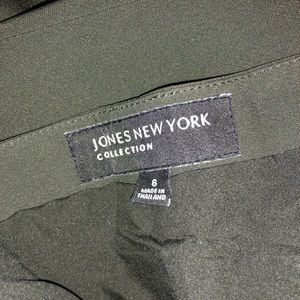 JONES NEW YORK
COLLECTION
6
MADE IN
THAILAND